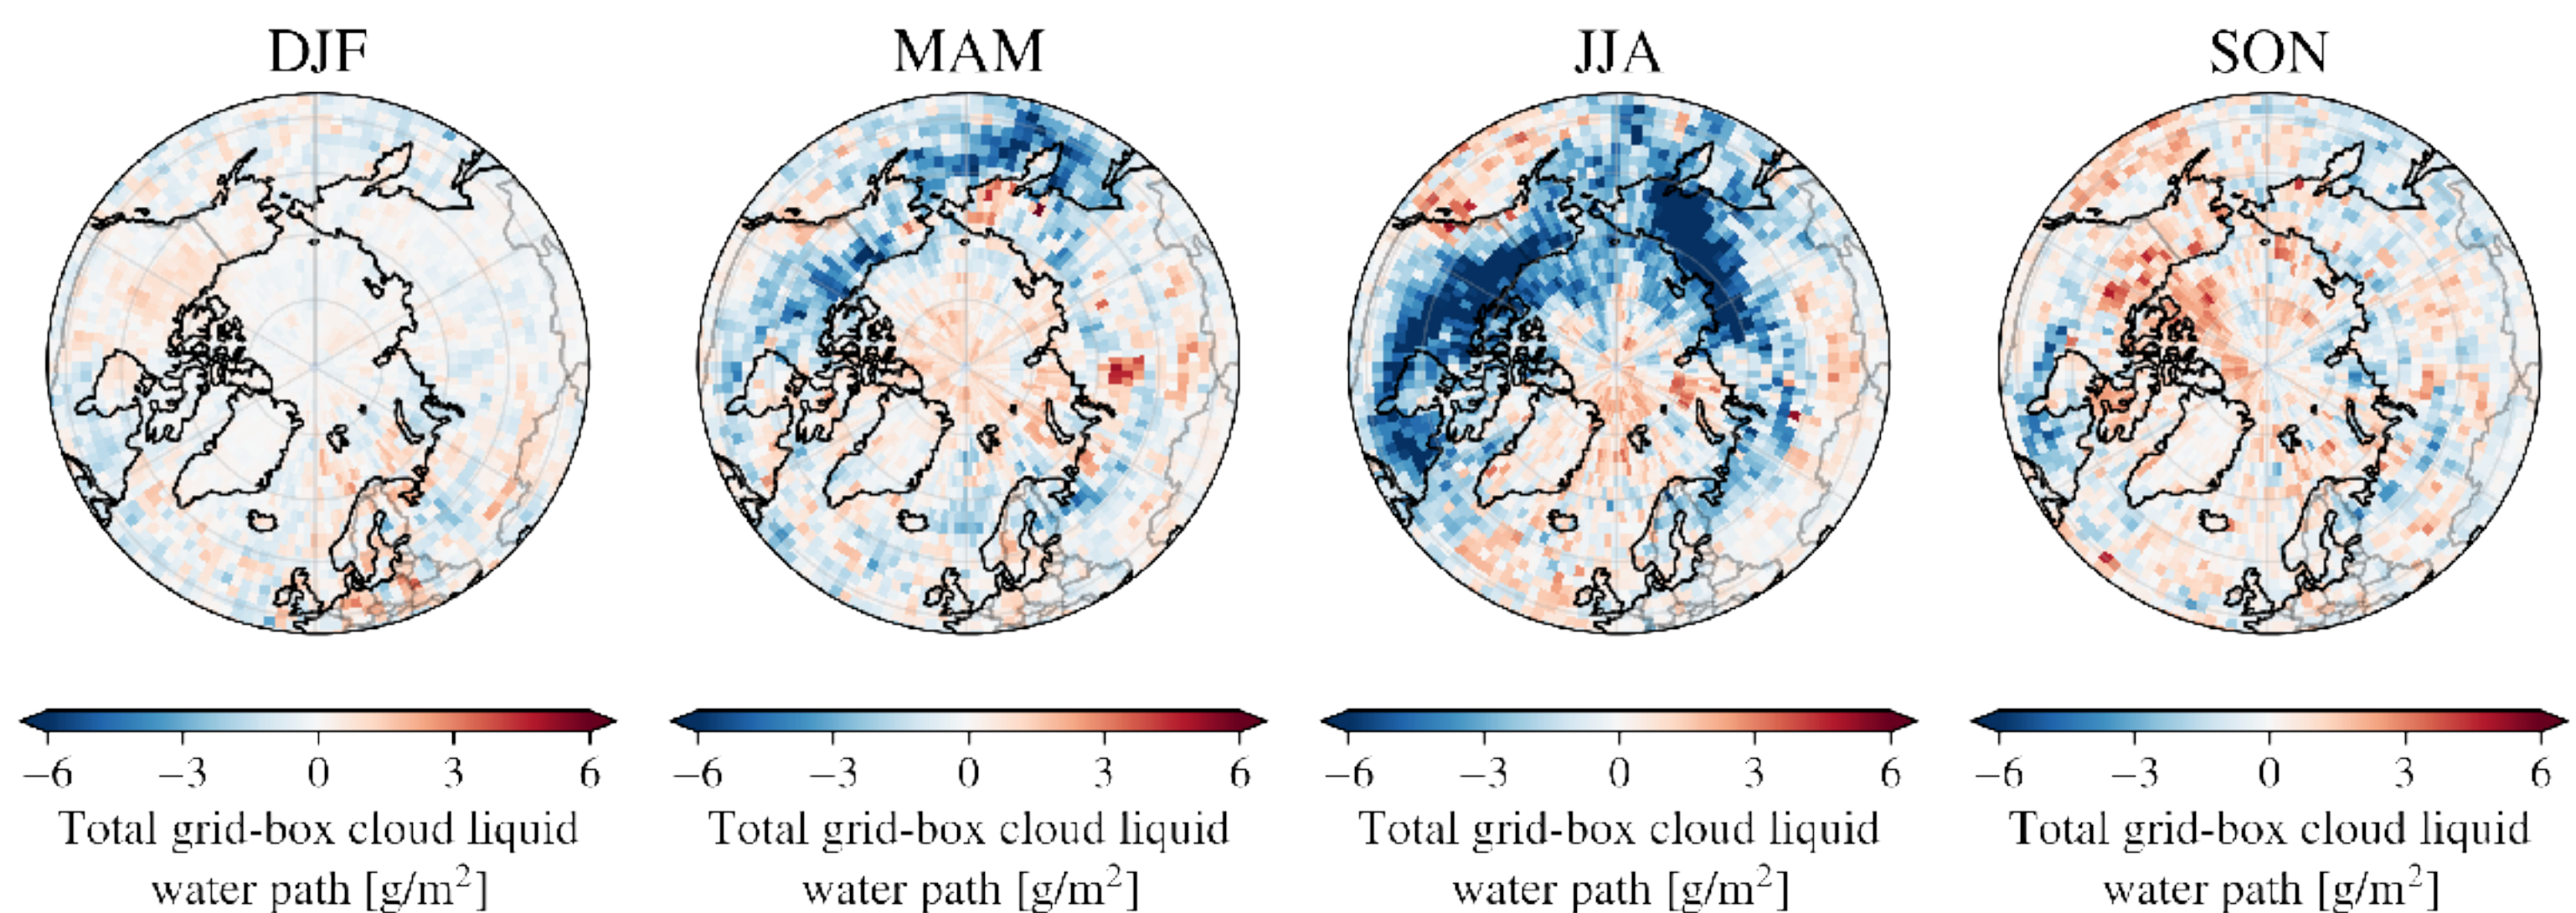 DJF
MAM
JJA
SON
−6 −3 0 3 6
−6 −3 0 3 6
−6 −3 0 3 6
−6 −3 0 3 6
Total grid-box cloud liquid
water path [g/m²]
Total grid-box cloud liquid
water path [g/m²]
Total grid-box cloud liquid
water path [g/m²]
Total grid-box cloud liquid
water path [g/m²]